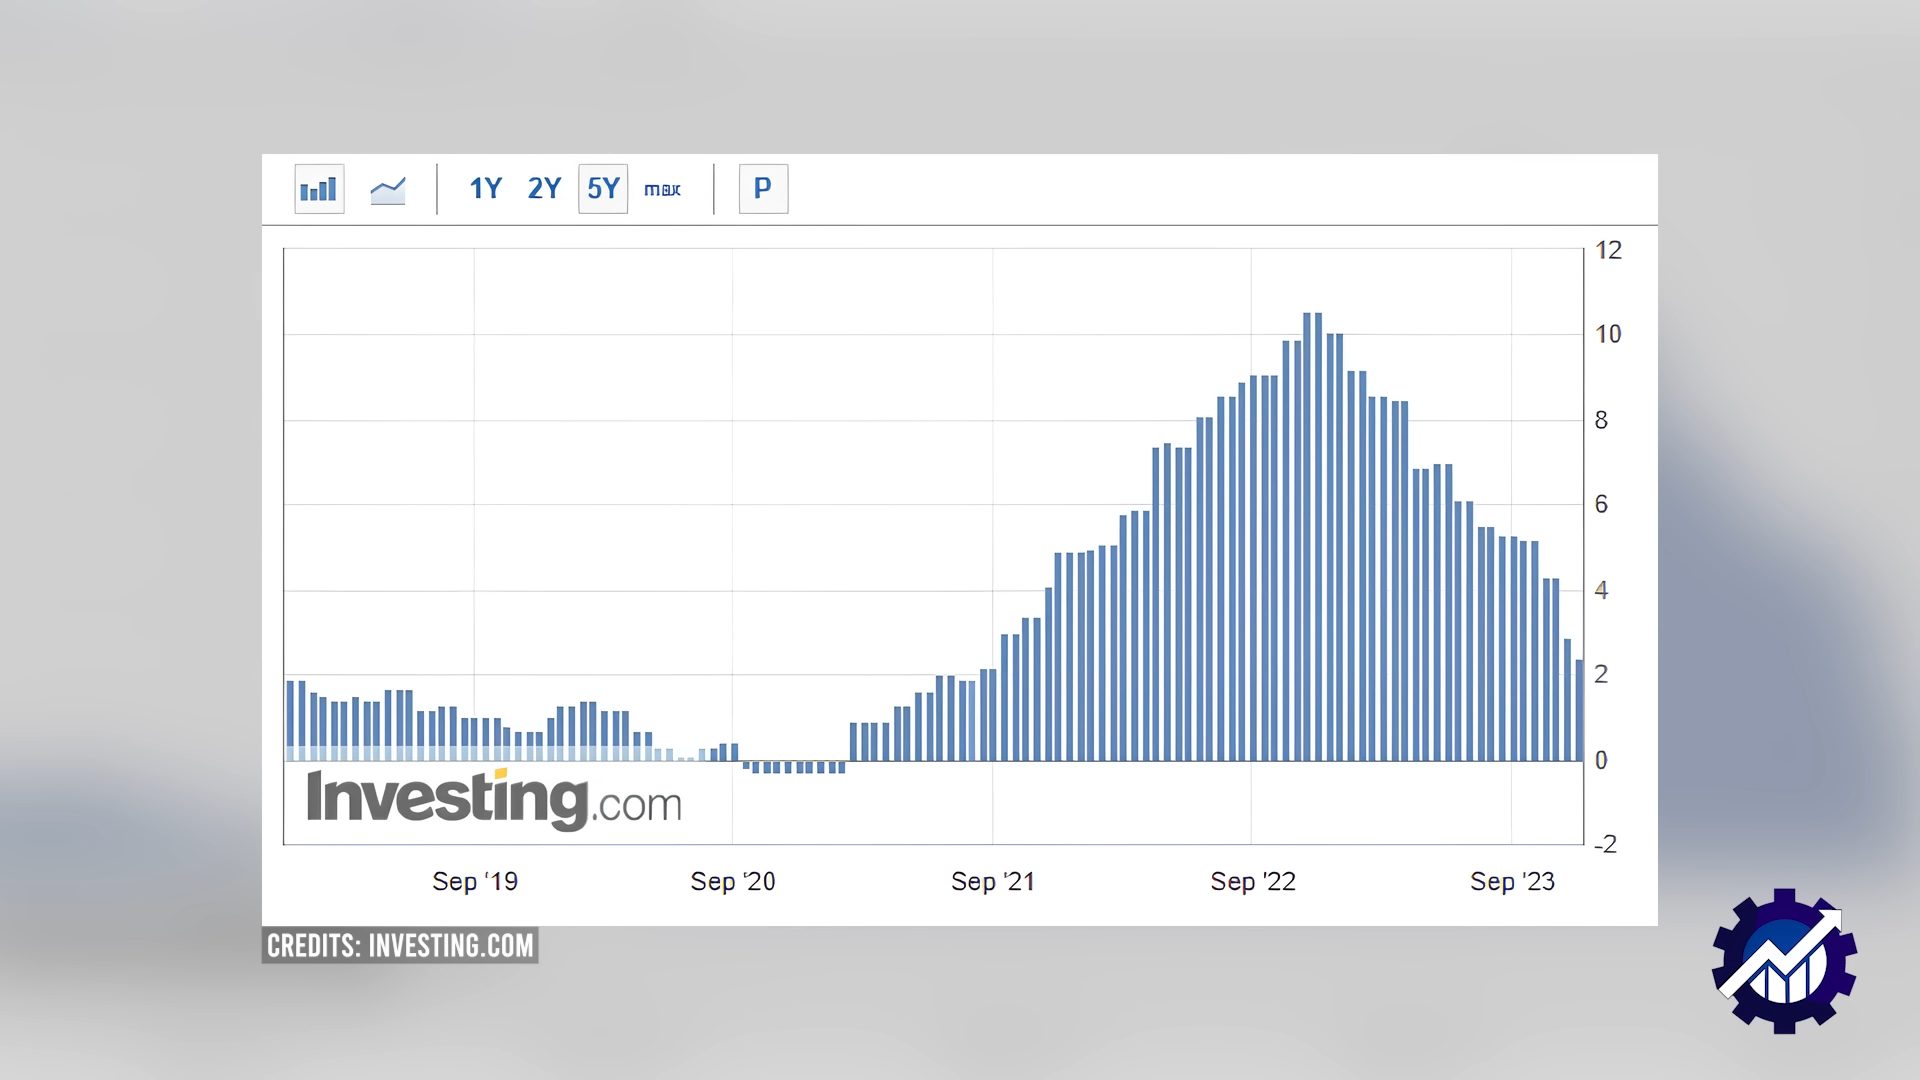 1Y 2Y 5Y max P
12
10
8
6
4
2
0
-2
Investing.com
Sep '19 Sep '20 Sep '21 Sep '22 Sep '23
CREDITS: INVESTING.COM